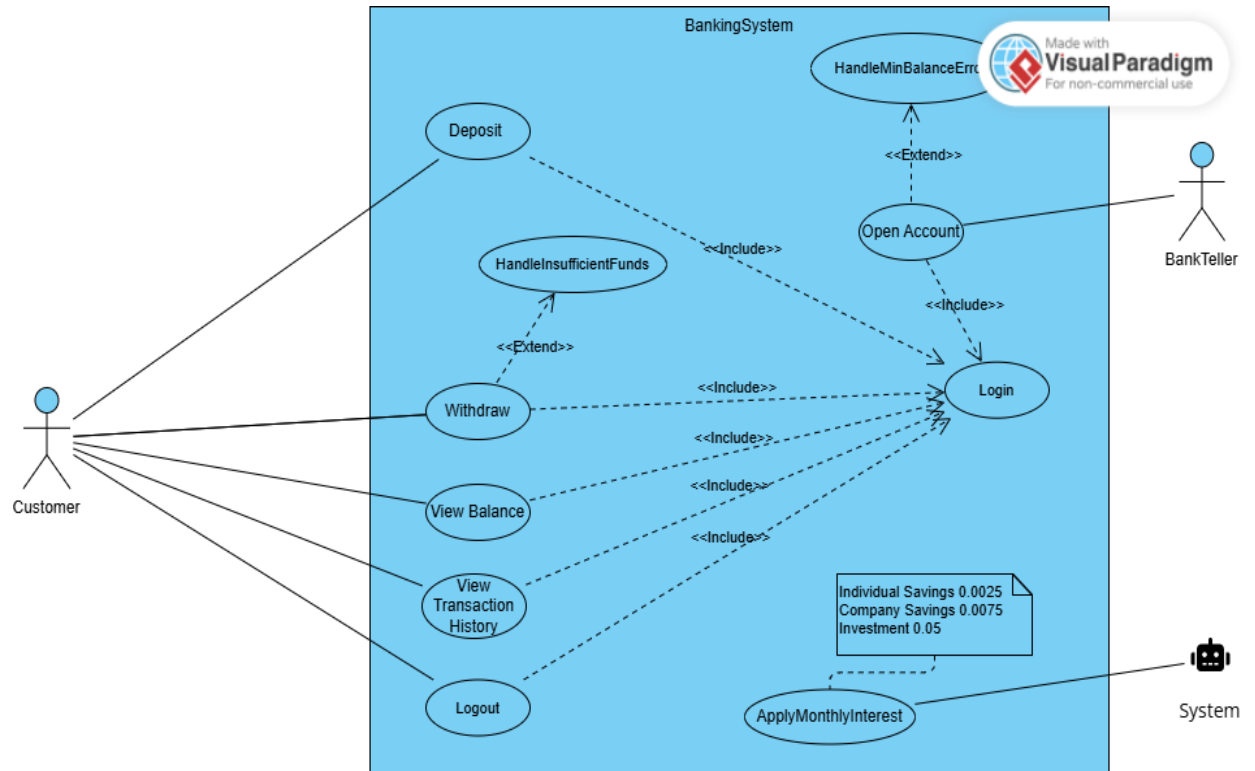 BankingSystem
Made with
Visual Paradigm
For non-commercial use
HandleMinBalanceErro
Deposit
<<Extend>>
<<Include>>
Open Account
BankTeller
HandleInsufficientFunds
<<Include>>
<<Extend>>
<<Include>>
Login
Withdraw
<<Include>>
Customer
View Balance
<<Include>>
<<Include>>
View
Transaction
History
Individual Savings 0.0025
Company Savings 0.0075
Investment 0.05
Logout
ApplyMonthlyInterest
System